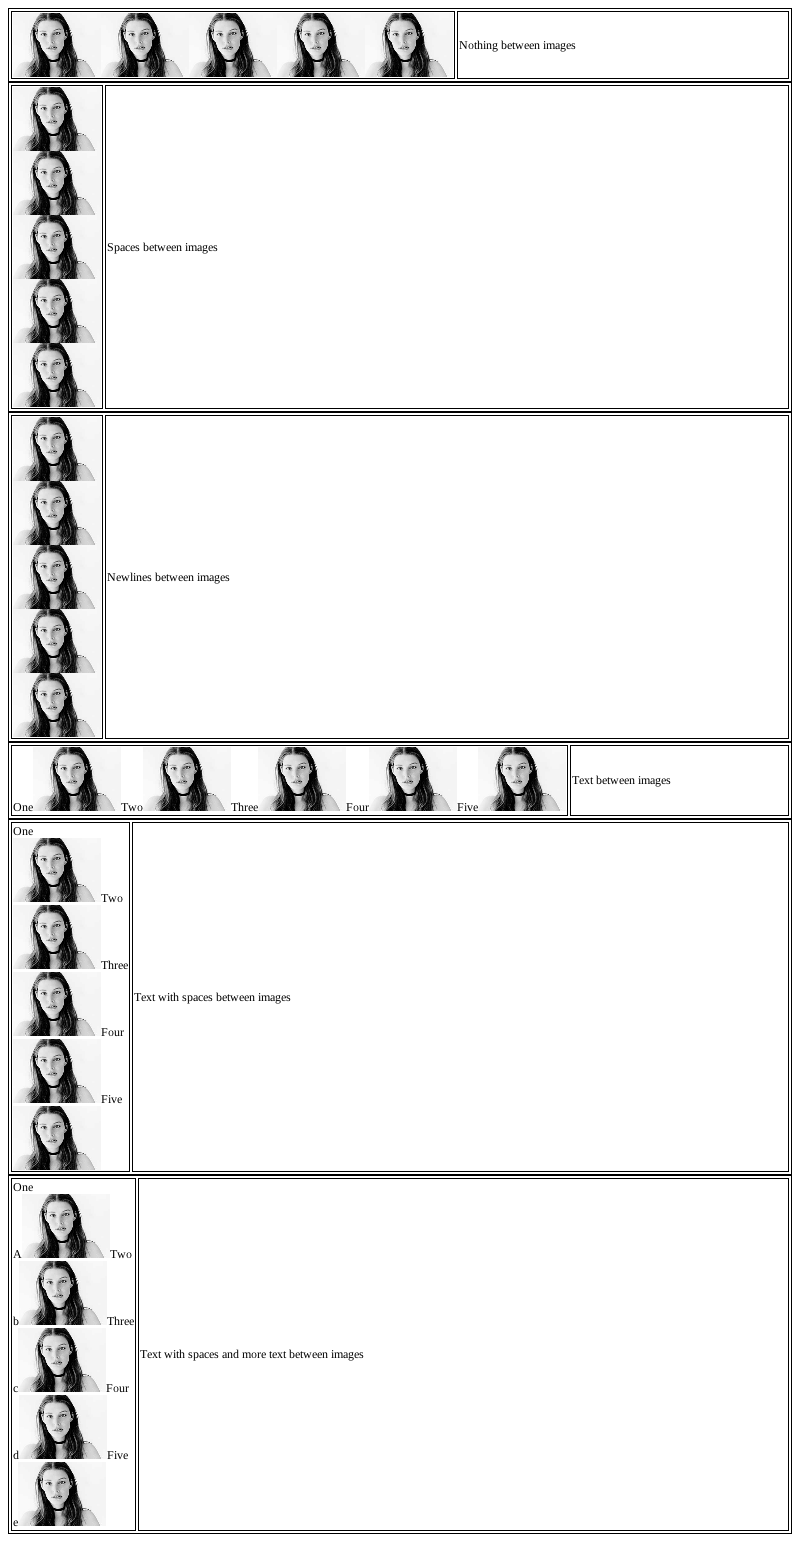 Nothing between images
Spaces between images
Newlines between images
One Two Three Four Five
Text between images
One
Two
Three
Four
Five
Text with spaces between images
One
A Two
b Three
c Four
d Five
e
Text with spaces and more text between images